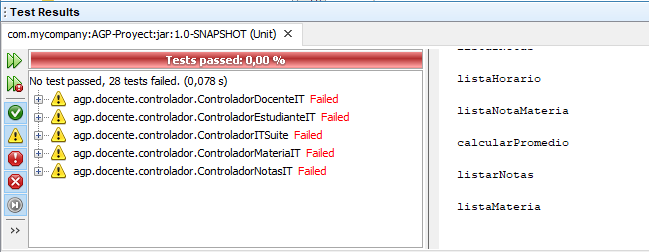 Test Results
com.mycompany:AGP-Proyect:jar:1.0-SNAPSHOT (Unit)
Tests passed: 0,00 %
No test passed, 28 tests failed. (0,078 s)
agp.docente.controlador.ControladorDocenteIT Failed
agp.docente.controlador.ControladorEstudianteIT Failed
agp.docente.controlador.ControladorITSuite Failed
agp.docente.controlador.ControladorMateriaIT Failed
agp.docente.controlador.ControladorNotasIT Failed
listaHorario
listaNotaMateria
calcularPromedio
listarNotas
listaMateria